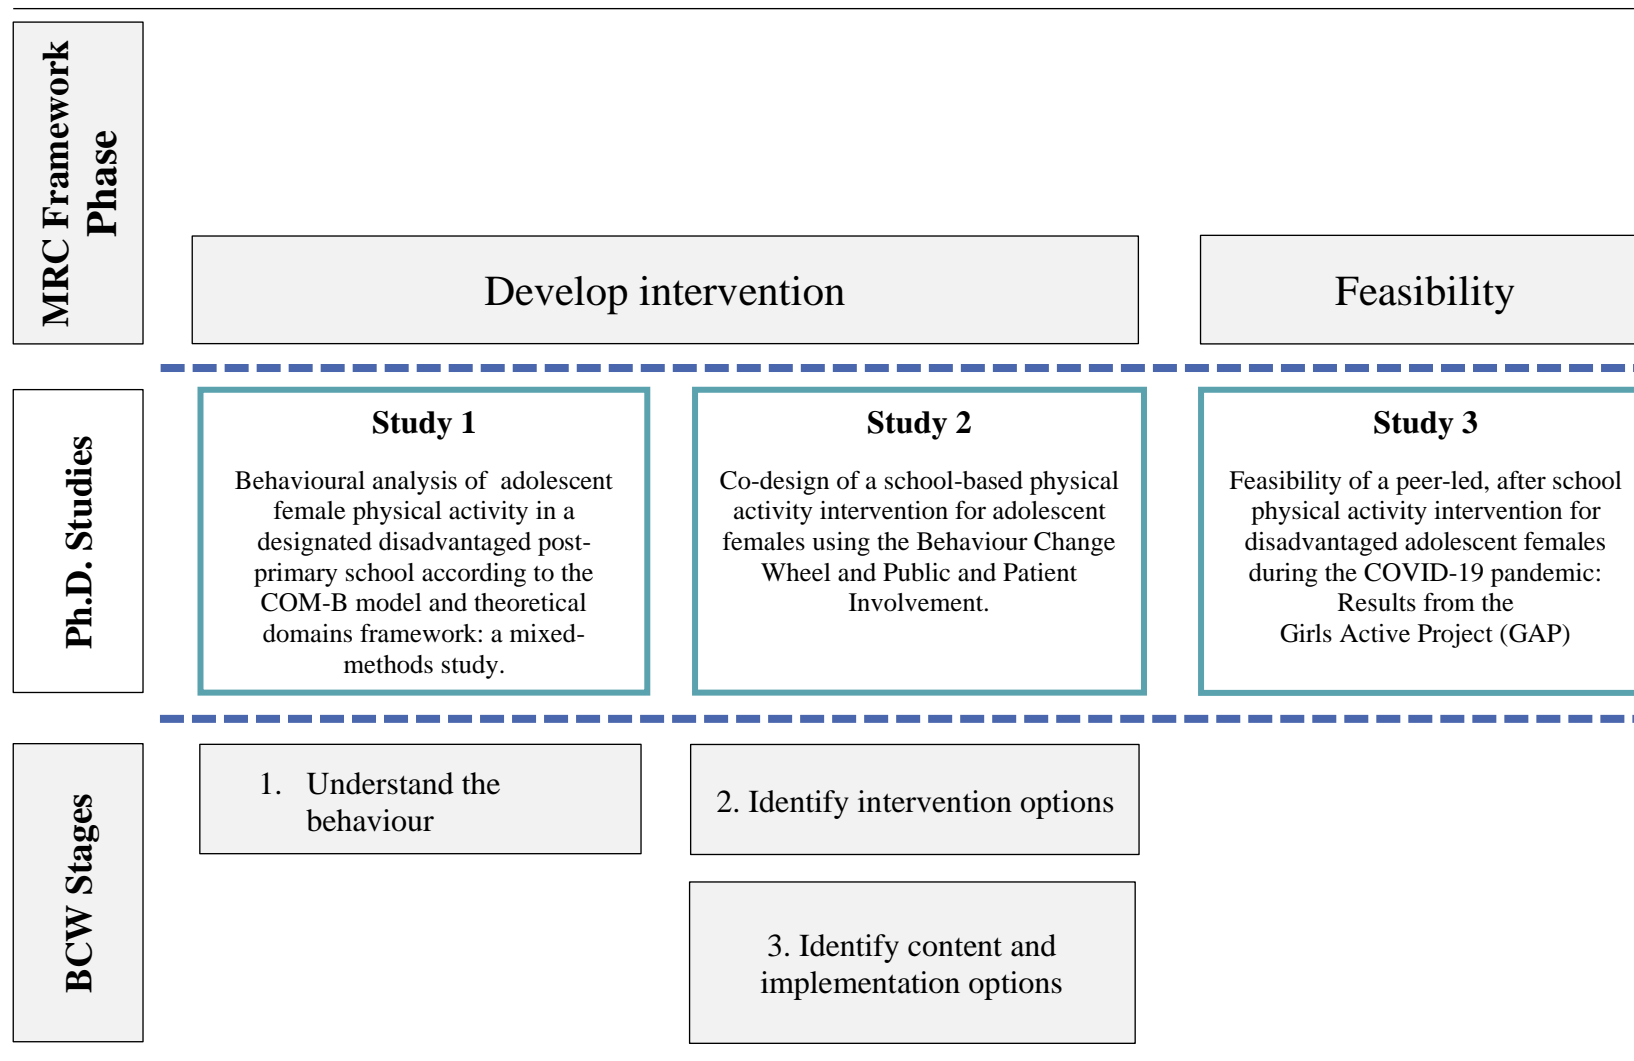 MRC Framework
Phase
Develop intervention
Feasibility
Ph.D. Studies
Study 1
Behavioural analysis of adolescent
female physical activity in a
designated disadvantaged post-
primary school according to the
COM-B model and theoretical
domains framework: a mixed-
methods study.
Study 2
Co-design of a school-based physical
activity intervention for adolescent
females using the Behaviour Change
Wheel and Public and Patient
Involvement.
Study 3
Feasibility of a peer-led, after school
physical activity intervention for
disadvantaged adolescent females
during the COVID-19 pandemic:
Results from the
Girls Active Project (GAP)
BCW Stages
1. Understand the
behaviour
2. Identify intervention options
3. Identify content and
implementation options